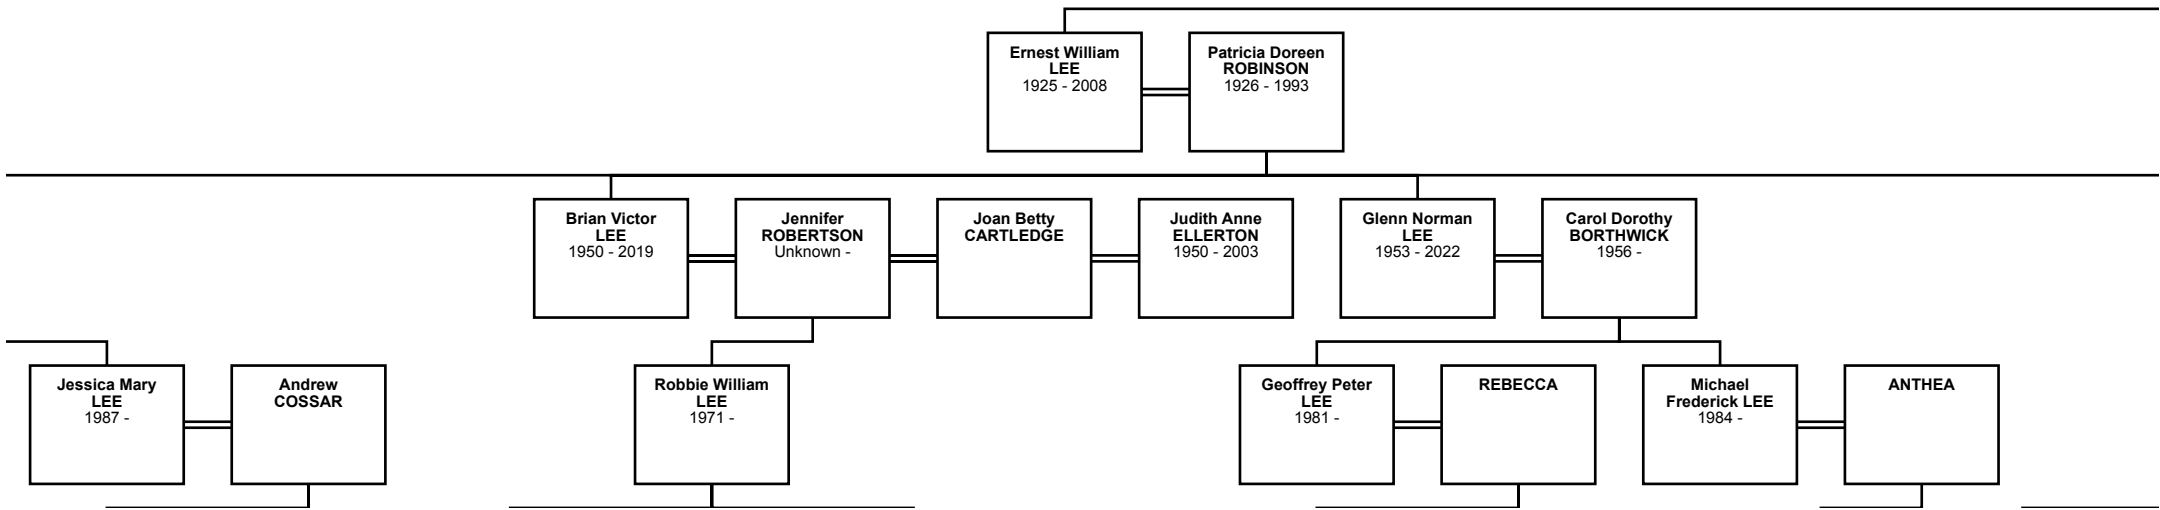 Ernest William
LEE
1925 - 2008
Patricia Doreen
ROBINSON
1926 - 1993
Brian Victor
LEE
1950 - 2019
Jennifer
ROBERTSON
Unknown -
Joan Betty
CARTLEDGE
Judith Anne
ELLERTON
1950 - 2003
Glenn Norman
LEE
1953 - 2022
Carol Dorothy
BORTHWICK
1956 -
Jessica Mary
LEE
1987 -
Andrew
COSSAR
Robbie William
LEE
1971 -
Geoffrey Peter
LEE
1981 -
REBECCA
Michael
Frederick LEE
1984 -
ANTHEA